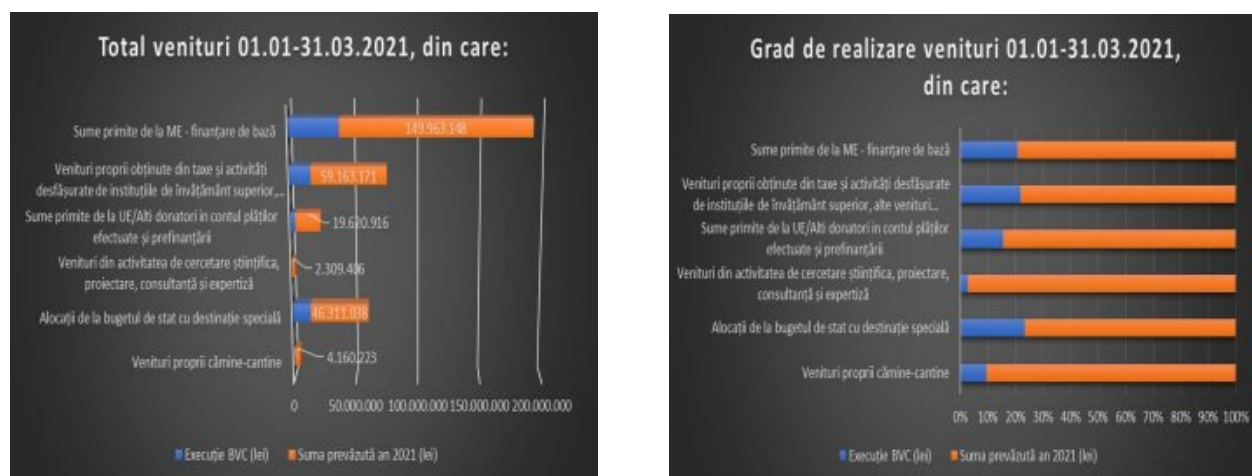 Total venituri 01.01-31.03.2021, din care:
Sume primite de la ME - finanțare de bază
149.963.148
Venituri proprii obținute din taxe și activități
desfășurate de instituțiile de învățământ superior,...
59.163.171
Sume primite de la UE/Alti donatori in contul plăților
efectuate și prefinanțării
19.620.916
Venituri din activitatea de cercetare științifica,
proiectare, consultanță și expertiză
2.309.406
Alocații de la bugetul de stat cu destinație specială
46.311.038
Venituri proprii cămine-cantine
4.160.223
0 50.000.000 100.000.000 150.000.000 200.000.000
Execuție BVC (lei) Suma prevăzută an 2021 (lei)
Grad de realizare venituri 01.01-31.03.2021,
din care:
Sume primite de la ME - finanțare de bază
Venituri proprii obținute din taxe și activități desfășurate
de instituțiile de învățământ superior, alte venituri...
Sume primite de la UE/Alti donatori in contul plăților
efectuate și prefinanțării
Venituri din activitatea de cercetare științifica, proiectare,
consultanță și expertiză
Alocații de la bugetul de stat cu destinație specială
Venituri proprii cămine-cantine
0% 10% 20% 30% 40% 50% 60% 70% 80% 90% 100%
Execuție BVC (lei) Suma prevăzută an 2021 (lei)